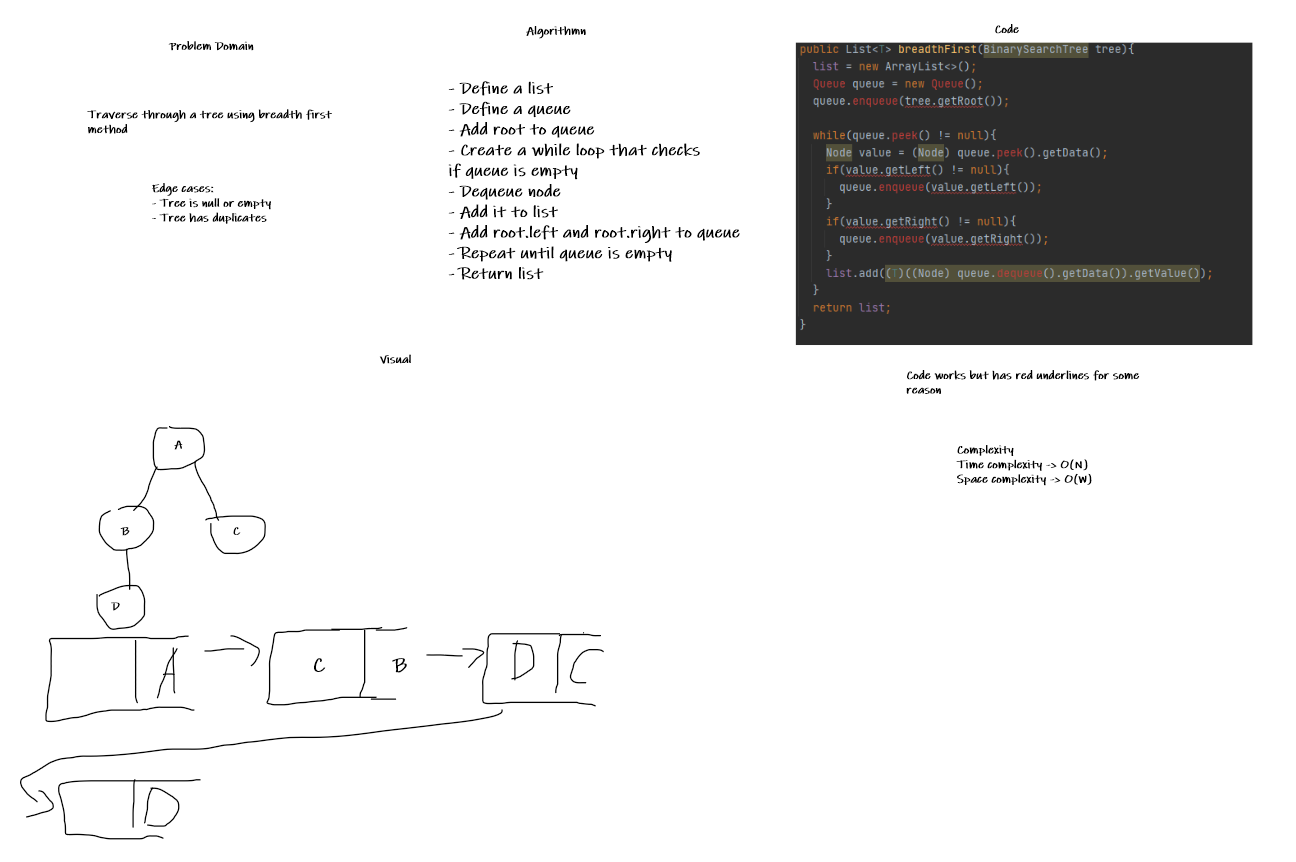 Problem Domain
Traverse through a tree using breadth first
method
Edge cases:
- Tree is null or empty
- Tree has duplicates
Algorithmn
- Define a list
- Define a queue
- Add root to queue
- Create a while loop that checks
if queue is empty
- Dequeue node
- Add it to list
- Add root.left and root.right to queue
- Repeat until queue is empty
- Return list
Code
public List<T> breadthFirst(BinarySearchTree tree){
list = new ArrayList<>();
Queue queue = new Queue();
queue.enqueue(tree.getRoot());
while(queue.peek() != null){
Node value = (Node) queue.peek().getData();
if(value.getLeft() != null){
queue.enqueue(value.getLeft());
}
if(value.getRight() != null){
queue.enqueue(value.getRight());
}
list.add((T)((Node) queue.dequeue().getData()).getValue());
}
return list;
}
Code works but has red underlines for some
reason
Complexity
Time complexity -> O(N)
Space complexity -> O(W)
Visual
A
B C
D
A
C B
D C
D